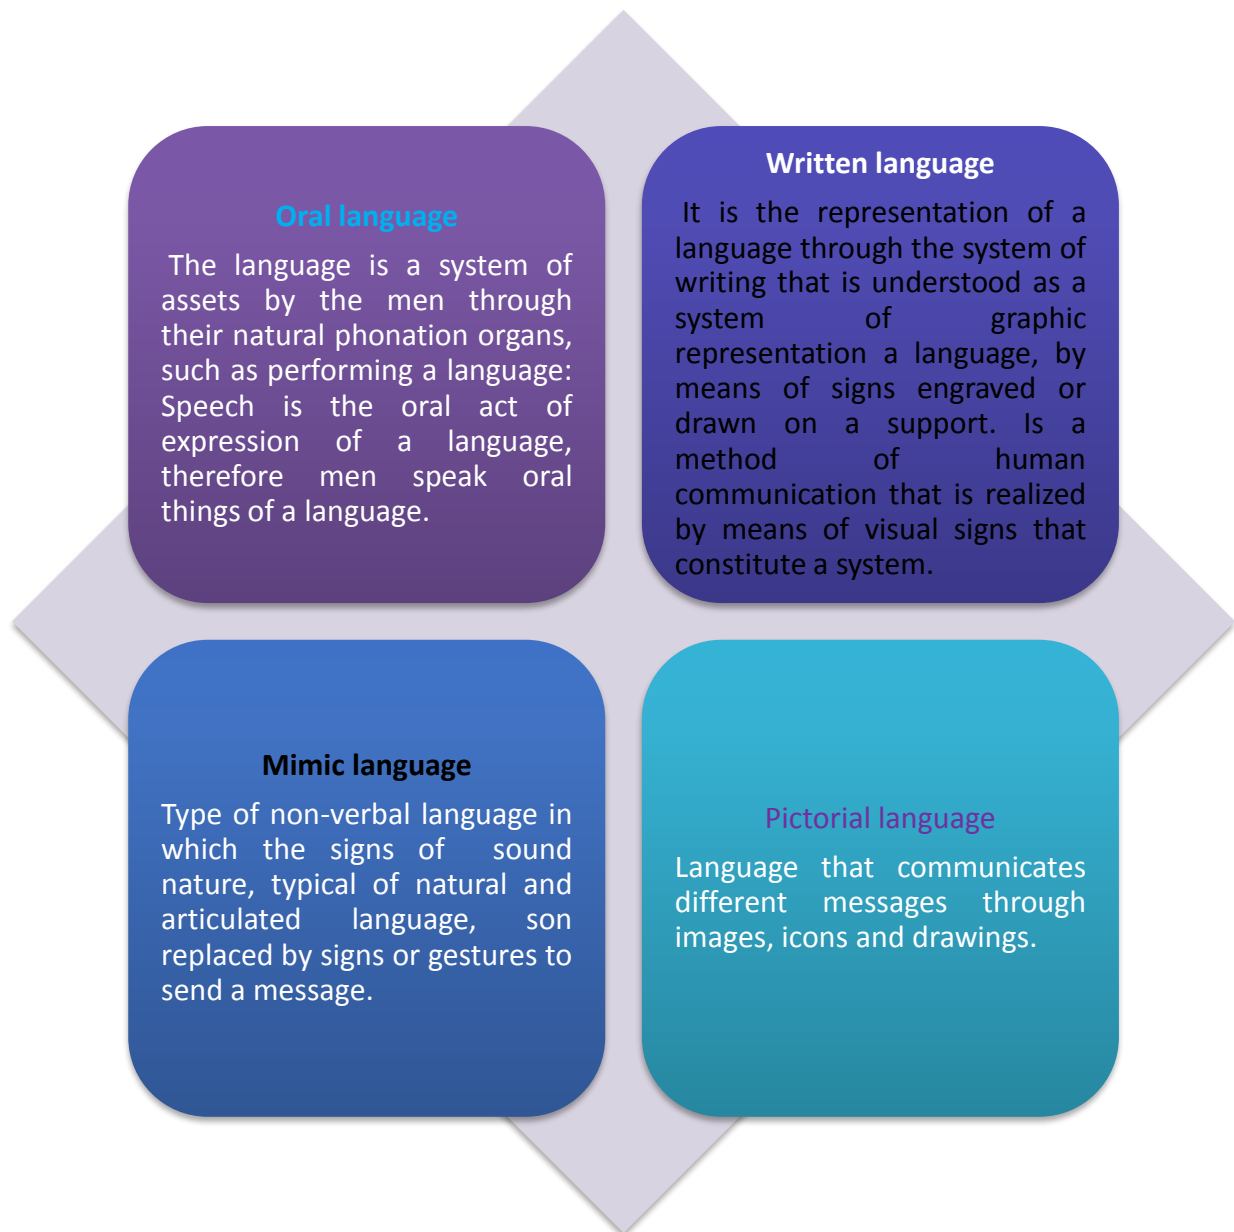 Oral language
The language is a system of
assets by the men through
their natural phonation organs,
such as performing a language:
Speech is the oral act of
expression of a language,
therefore men speak oral
things of a language.
Written language
It is the representation of a
language through the system of
writing that is understood as a
system of graphic
representation a language, by
means of signs engraved or
drawn on a support. Is a
method of human
communication that is realized
by means of visual signs that
constitute a system.
Mimic language
Type of non-verbal language in
which the signs of sound
nature, typical of natural and
articulated language, son
replaced by signs or gestures to
send a message.
Pictorial language
Language that communicates
different messages through
images, icons and drawings.